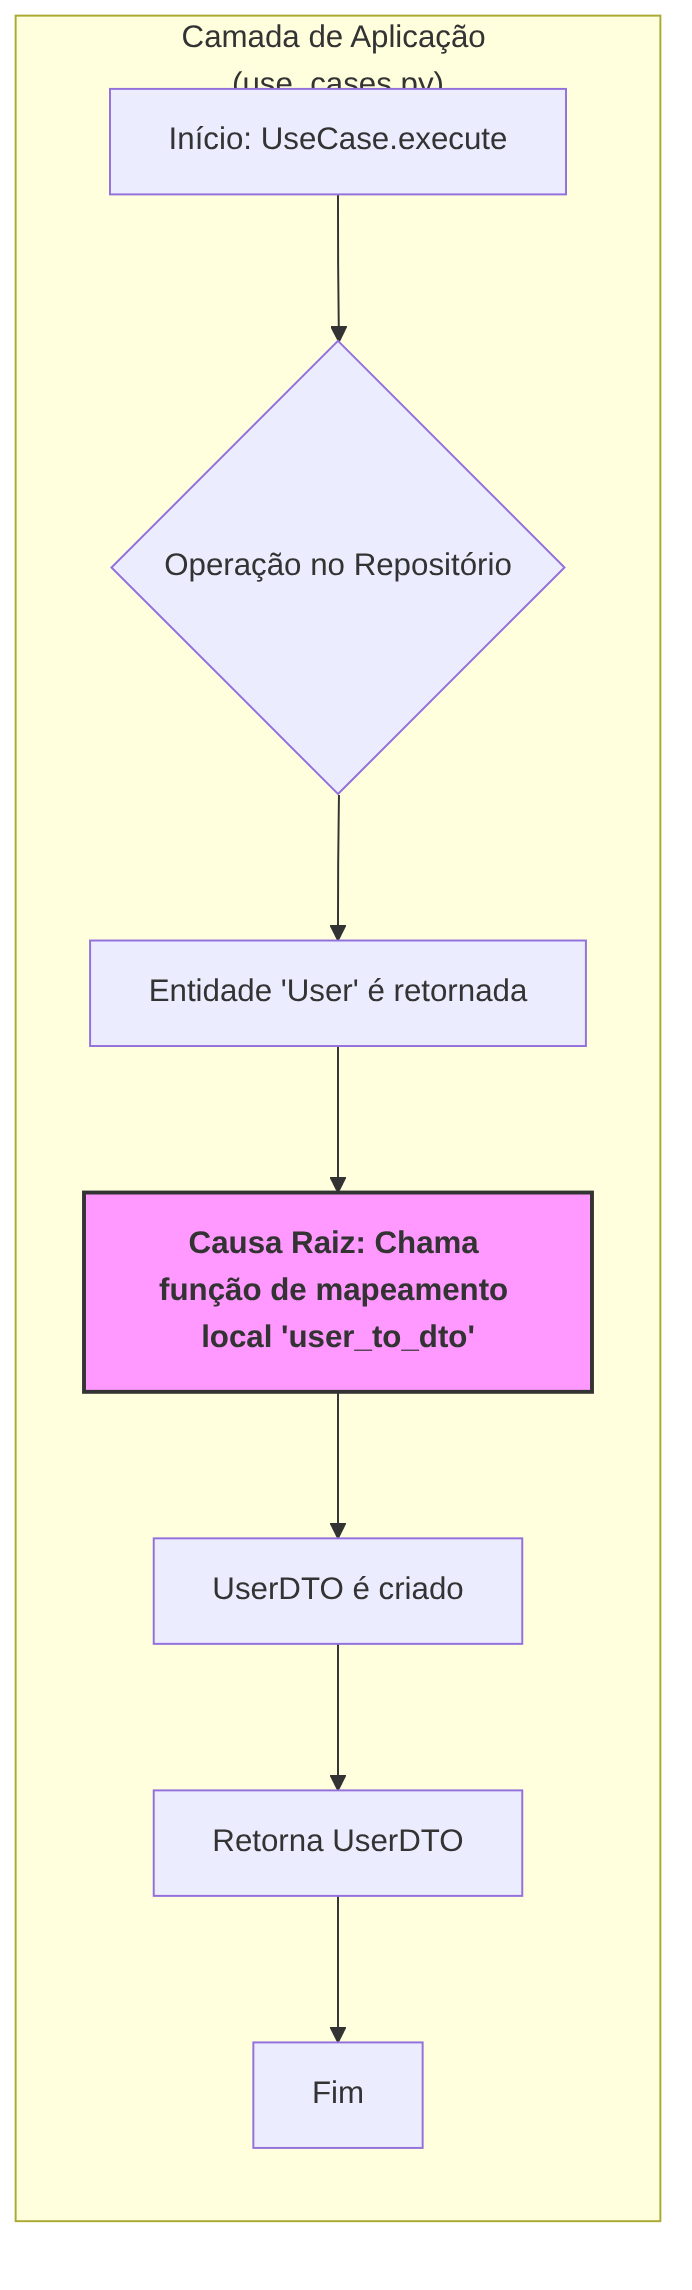 Camada de Aplicação
(use_cases.py)
Início: UseCase.execute
Operação no Repositório
Entidade 'User' é retornada
Causa Raiz: Chama
função de mapeamento
local 'user_to_dto'
UserDTO é criado
Retorna UserDTO
Fim